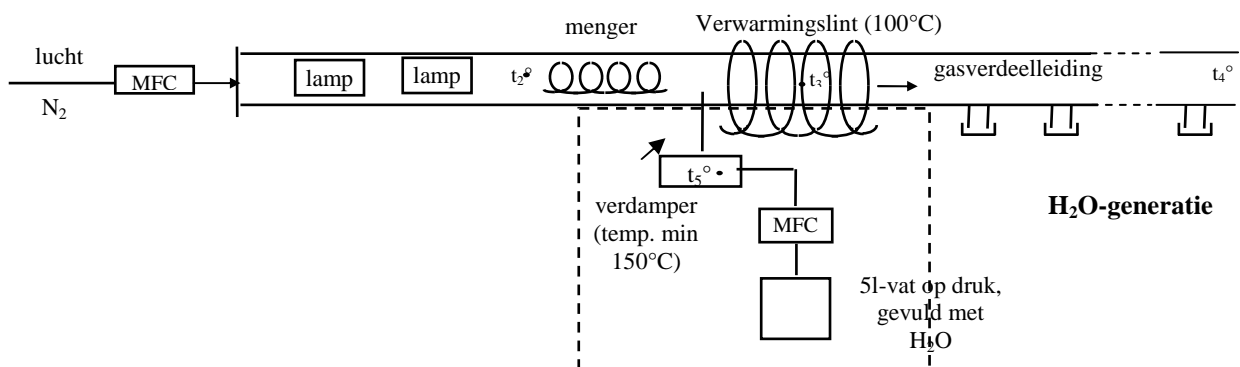 menger
Verwarmingslint (100°C)
lucht
MFC
N₂
lamp
lamp
t₂°
t₃°
gasverdeelleiding
t₄°
t₅°
verdamper
(temp. min
150°C)
MFC
H₂O-generatie
5l-vat op druk,
gevuld met
H₂O